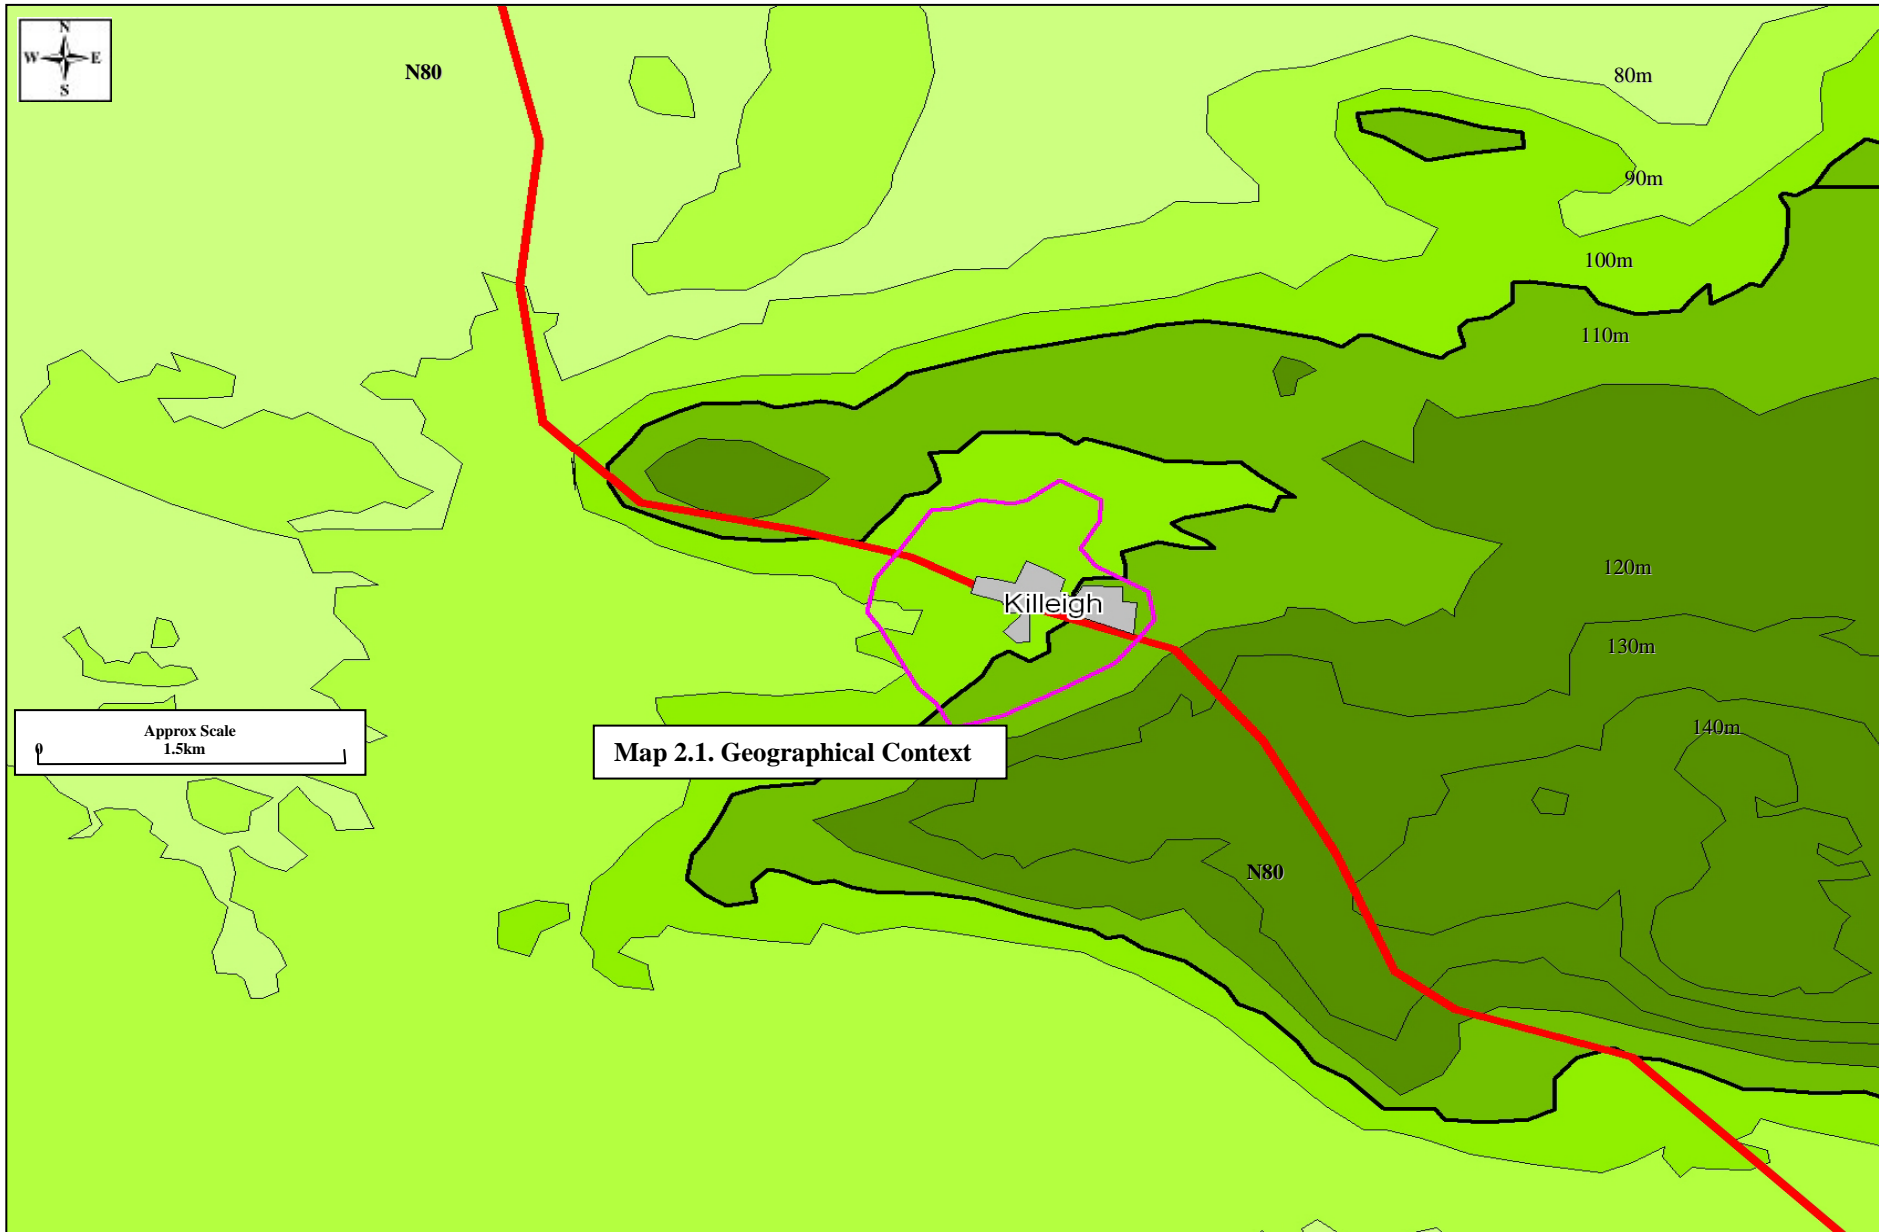 N
W E
S
N80
80m
90m
100m
110m
120m
Killeigh
130m
140m
Approx Scale
0 1.5km
Map 2.1. Geographical Context
N80